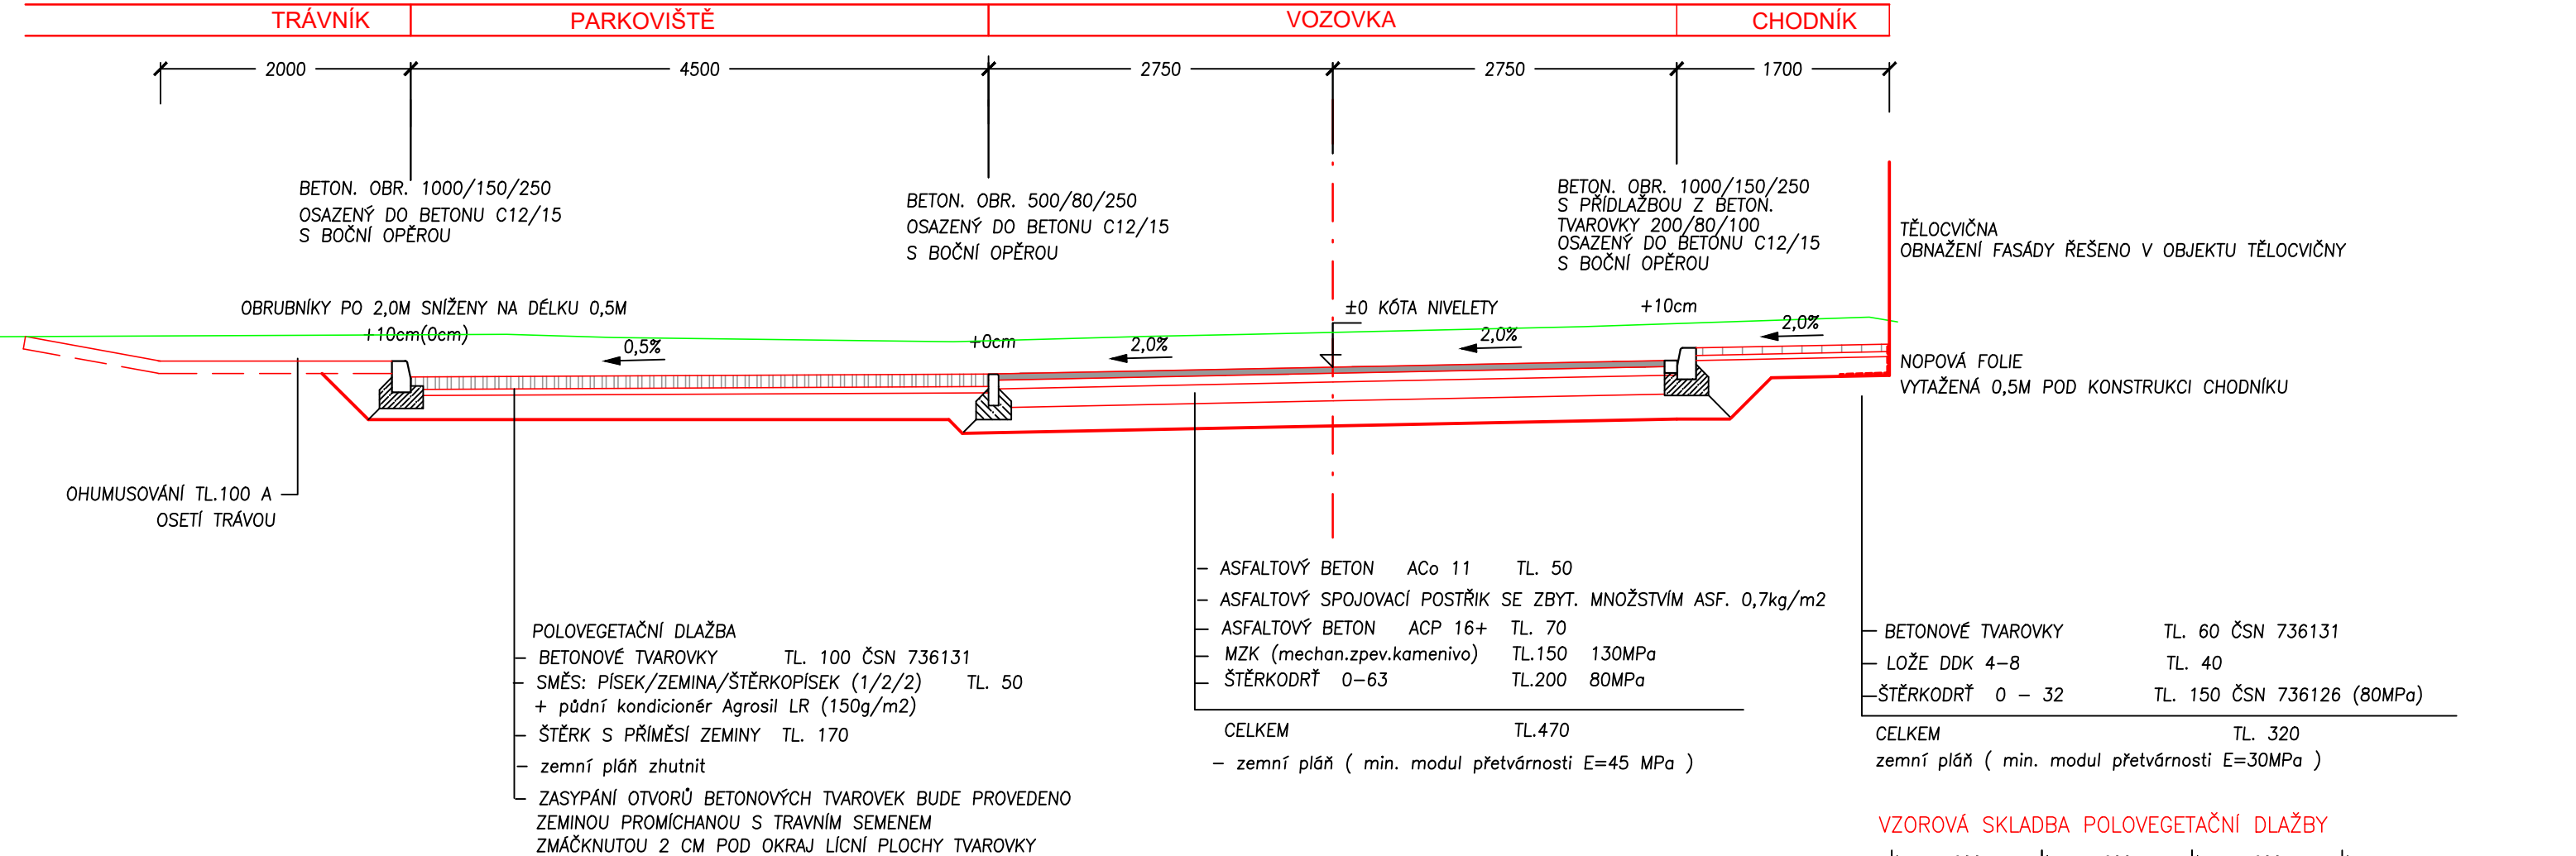 TRÁVNÍK
PARKOVIŠTĚ
VOZOVKA
CHODNÍK
2000
4500
2750
2750
1700
BETON. OBR. 1000/150/250
OSAZENÝ DO BETONU C12/15
S BOČNÍ OPĚROU
BETON. OBR. 500/80/250
OSAZENÝ DO BETONU C12/15
S BOČNÍ OPĚROU
BETON. OBR. 1000/150/250
S PŘÍDLAŽBOU Z BETON.
TVAROVKY 200/80/100
OSAZENÝ DO BETONU C12/15
S BOČNÍ OPĚROU
TĚLOCVIČNA
OBNAŽENÍ FASÁDY ŘEŠENO V OBJEKTU TĚLOCVIČNY
OBRUBNÍKY PO 2,0M SNÍŽENY NA DÉLKU 0,5M
+10cm(0cm)
0,5%
+0cm
2,0%
±0 KÓTA NIVELETY
2,0%
+10cm
2,0%
NOPOVÁ FOLIE
VYTAŽENÁ 0,5M POD KONSTRUKCI CHODNÍKU
OHUMUSOVÁNÍ TL.100 A
OSETÍ TRÁVOU
POLOVEGETAČNÍ DLAŽBA
BETONOVÉ TVAROVKY TL. 100 ČSN 736131
SMĚS: PÍSEK/ZEMINA/ŠTĚRKOPÍSEK (1/2/2) TL. 50
+ půdní kondicionér Agrosil LR (150g/m2)
ŠTĚRK S PŘÍMĚSÍ ZEMINY TL. 170
zemní pláň zhutnit
ZASYPÁNÍ OTVORŮ BETONOVÝCH TVAROVEK BUDE PROVEDENO
ZEMINOU PROMÍCHANOU S TRAVNÍM SEMENEM
ZMÁČKNUTOU 2 CM POD OKRAJ LÍCNÍ PLOCHY TVAROVKY
ASFALTOVÝ BETON ACo 11 TL. 50
ASFALTOVÝ SPOJOVACÍ POSTŘIK SE ZBYT. MNOŽSTVÍM ASF. 0,7kg/m2
ASFALTOVÝ BETON ACP 16+ TL. 70
MZK (mechan.zpev.kamenivo) TL.150 130MPa
ŠTĚRKODRŤ 0-63 TL.200 80MPa
CELKEM TL.470
- zemní pláň ( min. modul přetvárnosti E=45 MPa )
BETONOVÉ TVAROVKY TL. 60 ČSN 736131
LOŽE DDK 4-8 TL. 40
ŠTĚRKODRŤ 0 - 32 TL. 150 ČSN 736126 (80MPa)
CELKEM TL. 320
zemní pláň ( min. modul přetvárnosti E=30MPa )
VZOROVÁ SKLADBA POLOVEGETAČNÍ DLAŽBY